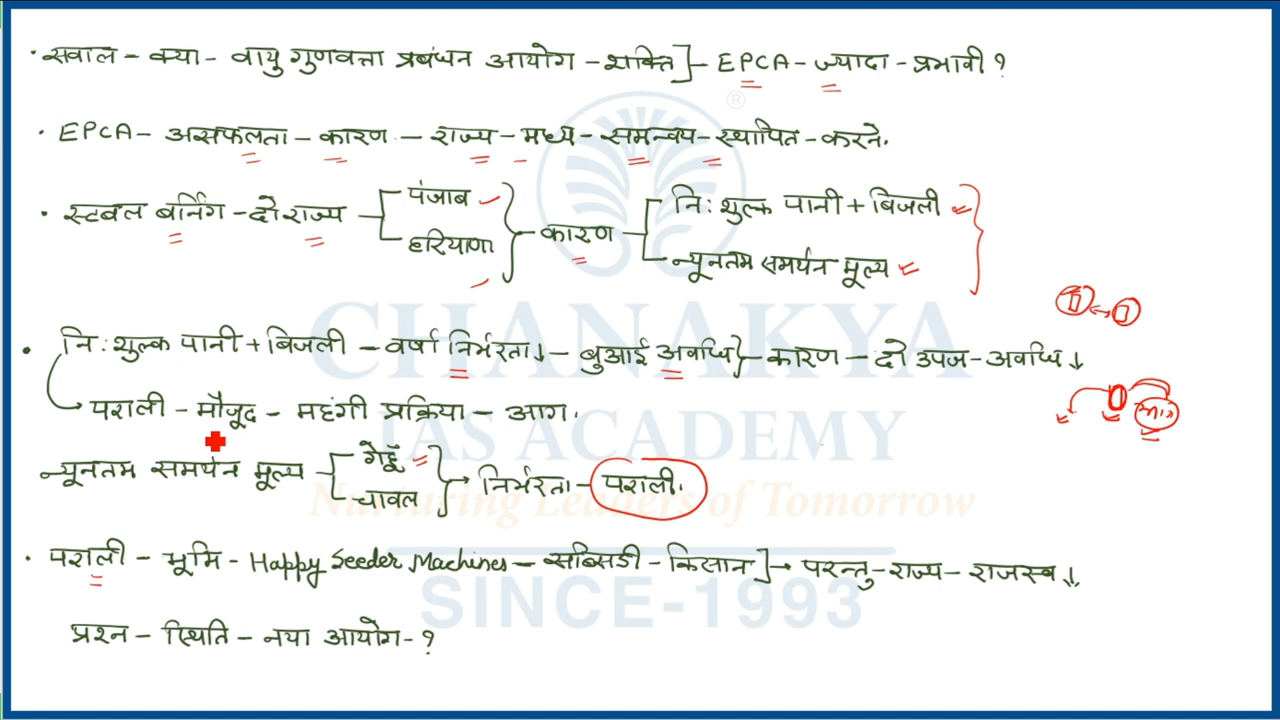 • सवाल – क्या – वायु गुणवत्ता प्रबंधन आयोग – शक्ति] – EPCA – ज्यादा – प्रभावी ?
• EPCA – असफलता – कारण – राज्य – मध्य – समन्वय – स्थापित – करने.
• स्टबल बर्निंग – दो राज्य – पंजाब हरियाणा } – कारण – नि:शुल्क पानी + बिजली न्यूनतम समर्थन मूल्य
• नि:शुल्क पानी + बिजली – वर्षा निर्भरता↓ – बुआई अवधि} – कारण – दो उपज – अवधि↓
→ पराली – मौजूद – महंगी प्रक्रिया – आग.
न्यूनतम समर्थन मूल्य – गेहूँ चावल } → निर्भरता – पराली.
• पराली – भूमि – Happy Seeder Machines – सब्सिडी – किसान] → परन्तु – राज्य – राजस्व↓
प्रश्न – स्थिति – नया आयोग – ?
CHANAKYA
IAS ACADEMY
Nurturing Leaders of Tomorrow
SINCE-1993
®